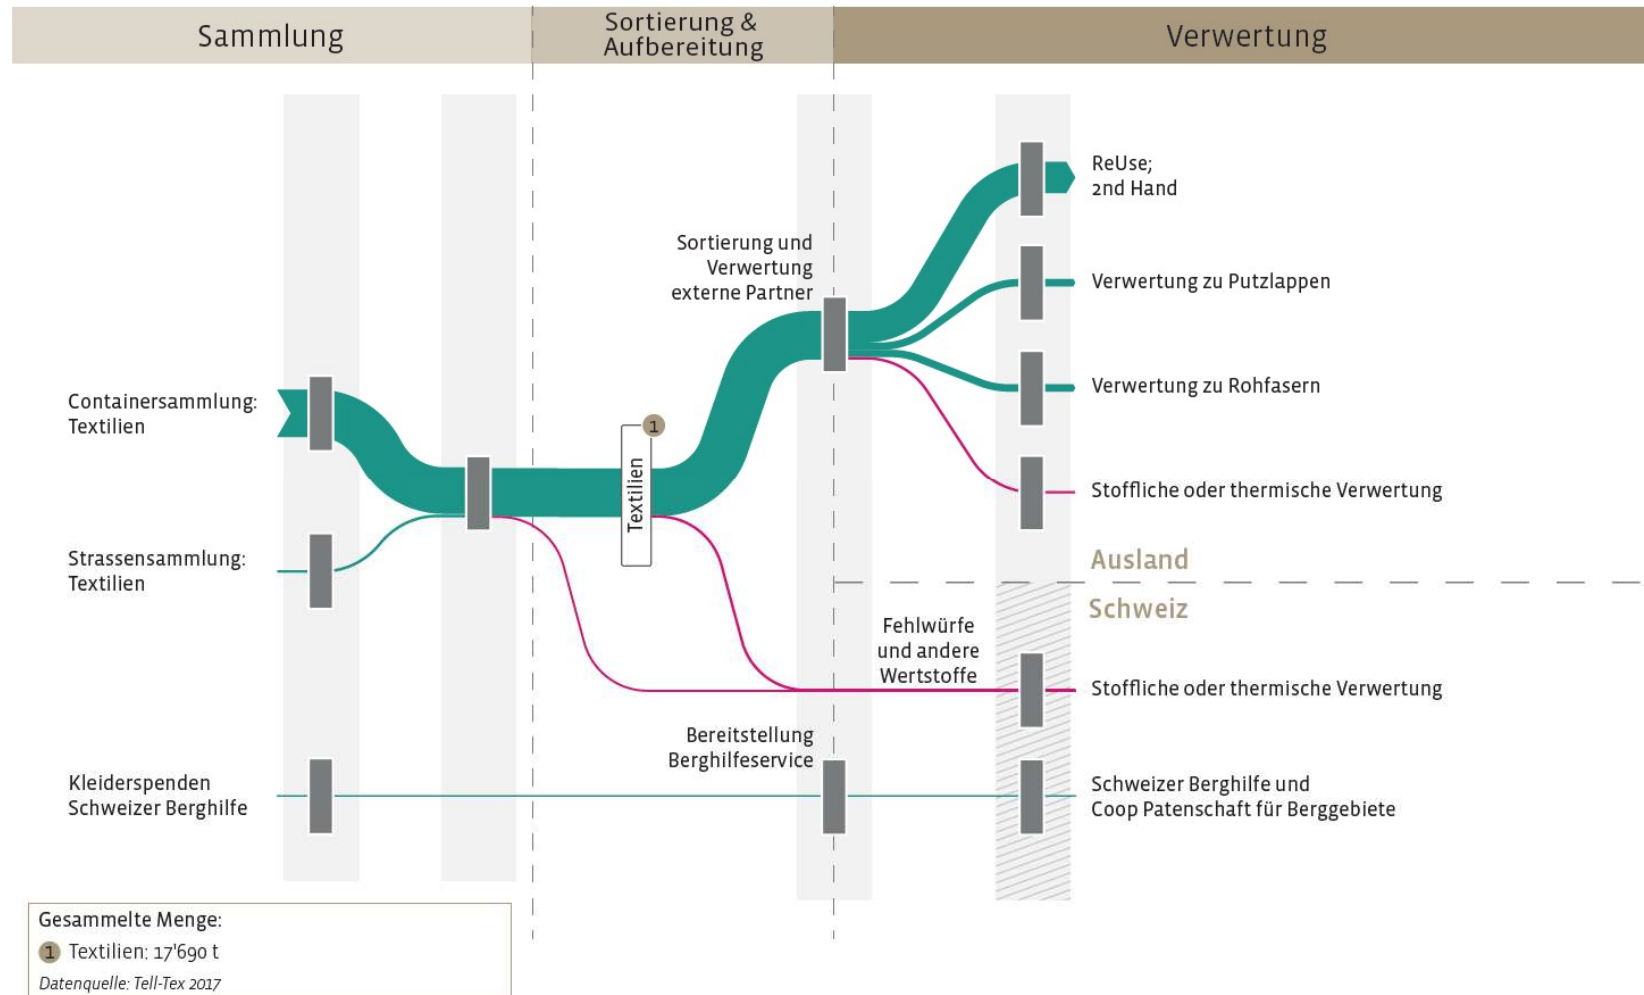 Sammlung
Sortierung &
Aufbereitung
Verwertung
ReUse;
2nd Hand
Sortierung und
Verwertung
externe Partner
Verwertung zu Putzlappen
Verwertung zu Rohfasern
Containersammlung:
Textilien
1
Textilien
Stoffliche oder thermische Verwertung
Strassensammlung:
Textilien
Ausland
Schweiz
Fehlwürfe
und andere
Wertstoffe
Stoffliche oder thermische Verwertung
Bereitstellung
Berghilfeservice
Kleiderspenden
Schweizer Berghilfe
Schweizer Berghilfe und
Coop Patenschaft für Berggebiete
Gesammelte Menge:
1 Textilien: 17'690 t
Datenquelle: Tell-Tex 2017